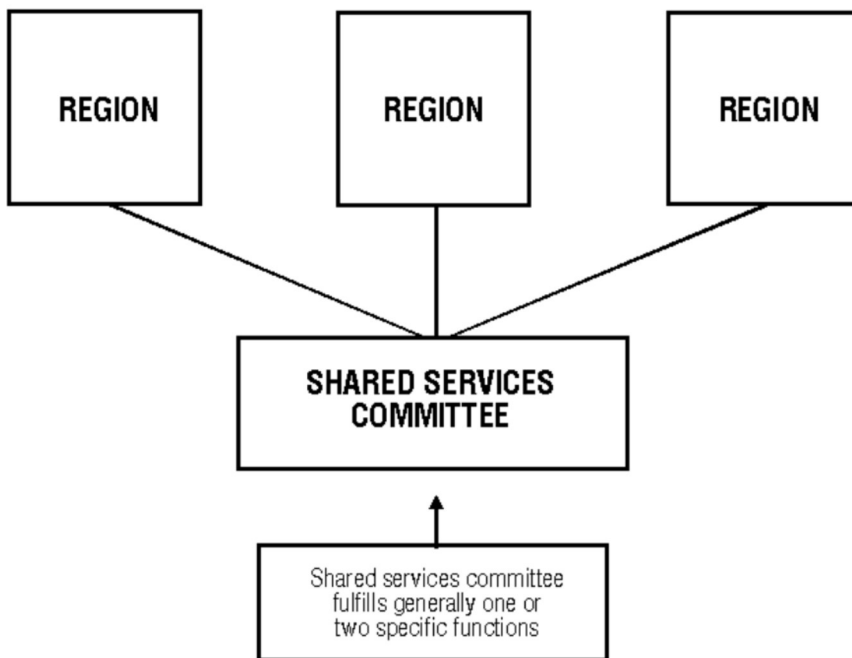 REGION
REGION
REGION
SHARED SERVICES
COMMITTEE
Shared services committee
fulfills generally one or
two specific functions